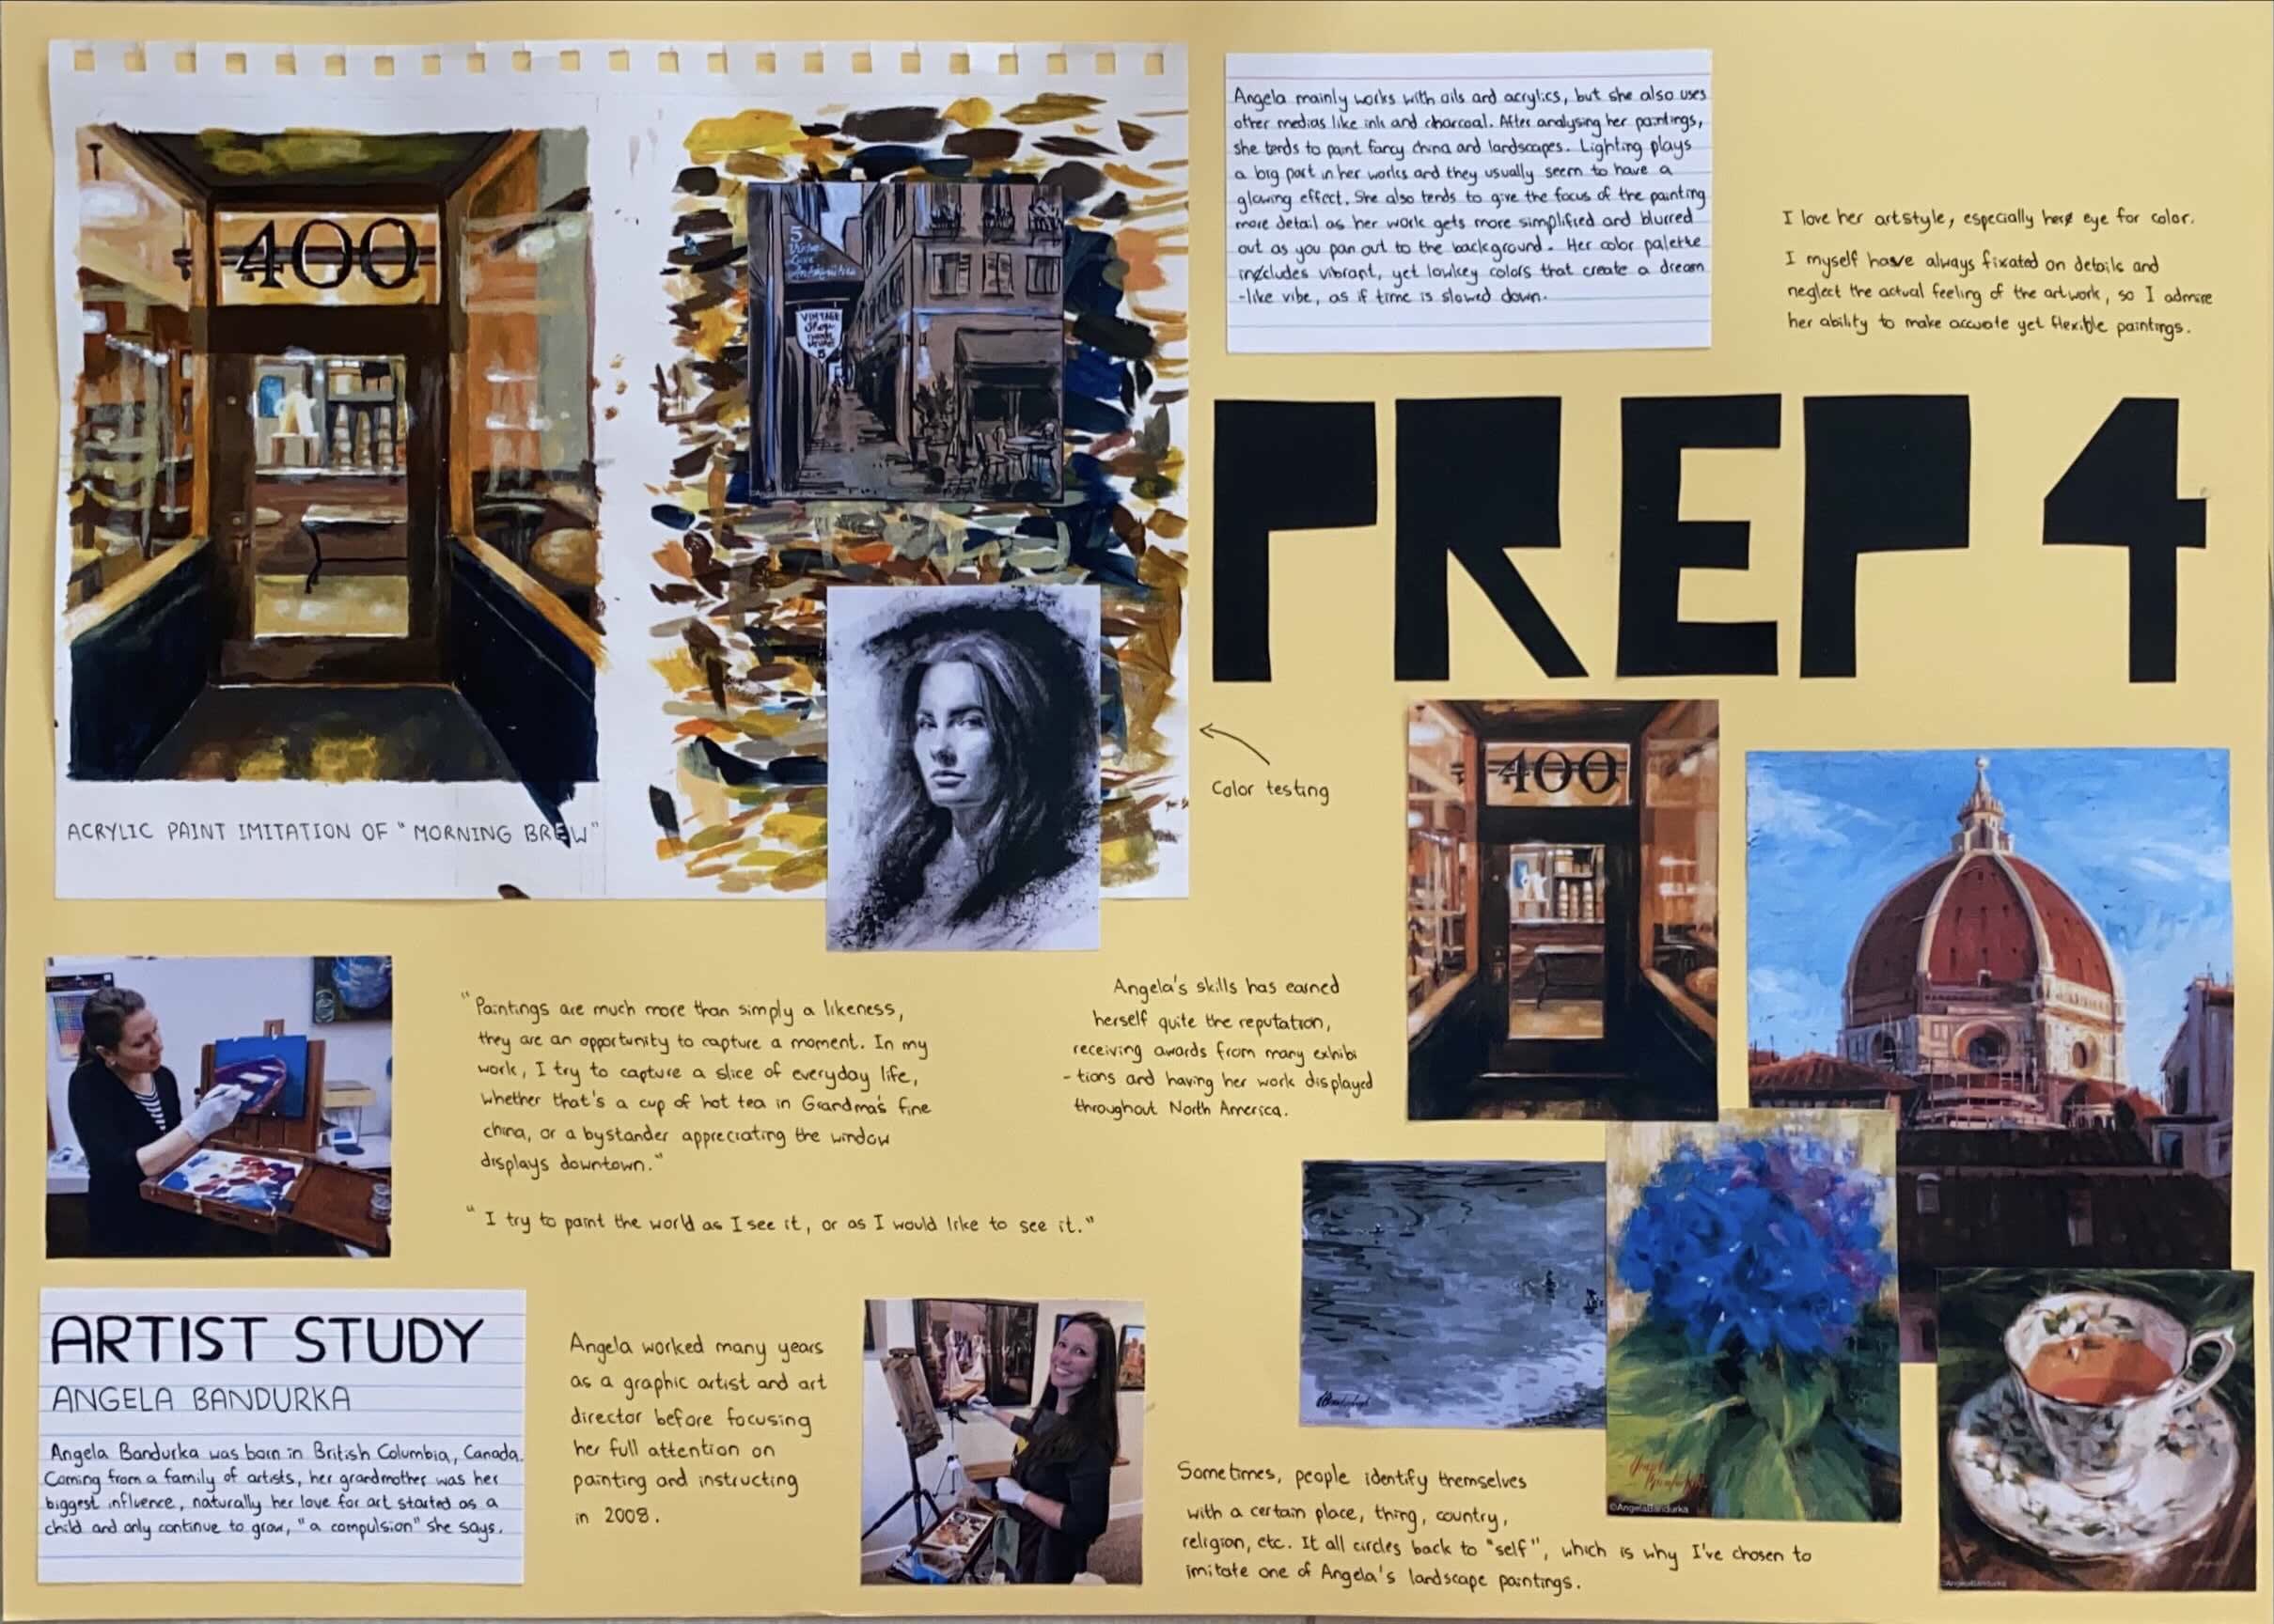 400
ACRYLIC PAINT IMITATION OF "MORNING BREW"
5
VINTAGE
Shop
5
Angela mainly works with oils and acrylics, but she also uses
other medias like ink and charcoal. After analysing her paintings,
she tends to paint fancy china and landscapes. Lighting plays
a big part in her works and they usually seem to have a
glowing effect. She also tends to give the focus of the painting
more detail as her work gets more simplified and blurred
out as you pan out to the background. Her color palette
includes vibrant, yet lowkey colors that create a dream
-like vibe, as if time is slowed down.
I love her artstyle, especially her eye for color.
I myself have always fixated on details and
neglect the actual feeling of the artwork, so I admire
her ability to make accurate yet flexible paintings.
PREP 4
Color testing
400
"Paintings are much more than simply a likeness,
they are an opportunity to capture a moment. In my
work, I try to capture a slice of everyday life,
whether that's a cup of hot tea in Grandma's fine
china, or a bystander appreciating the window
displays downtown."
"I try to paint the world as I see it, or as I would like to see it."
Angela's skills has earned
herself quite the reputation,
receiving awards from many exhibi
-tions and having her work displayed
throughout North America.
ARTIST STUDY
ANGELA BANDURKA
Angela Bandurka was born in British Columbia, Canada.
Coming from a family of artists, her grandmother was her
biggest influence, naturally her love for art started as a
child and only continue to grow, "a compulsion" she says.
Angela worked many years
as a graphic artist and art
director before focusing
her full attention on
painting and instructing
in 2008.
Sometimes, people identify themselves
with a certain place, thing, country,
religion, etc. It all circles back to "self", which is why I've chosen to
imitate one of Angela's landscape paintings.
©AngelaBandurka
©AngelaBandurka